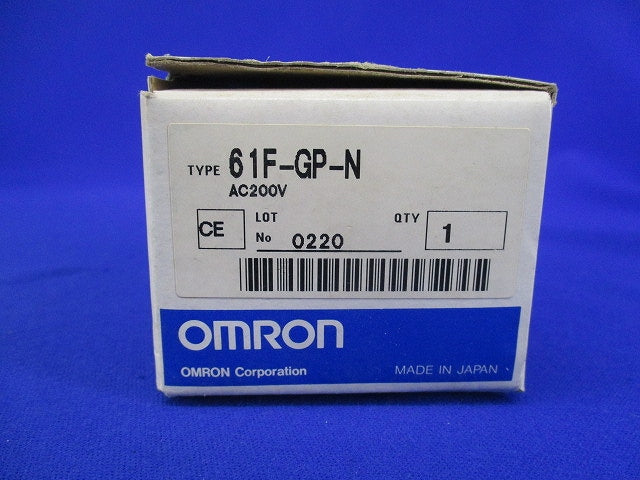 TYPE 61F-GP-N
AC200V
CE LOT No 0220 QTY 1
OMRON
OMRON Corporation MADE IN JAPAN